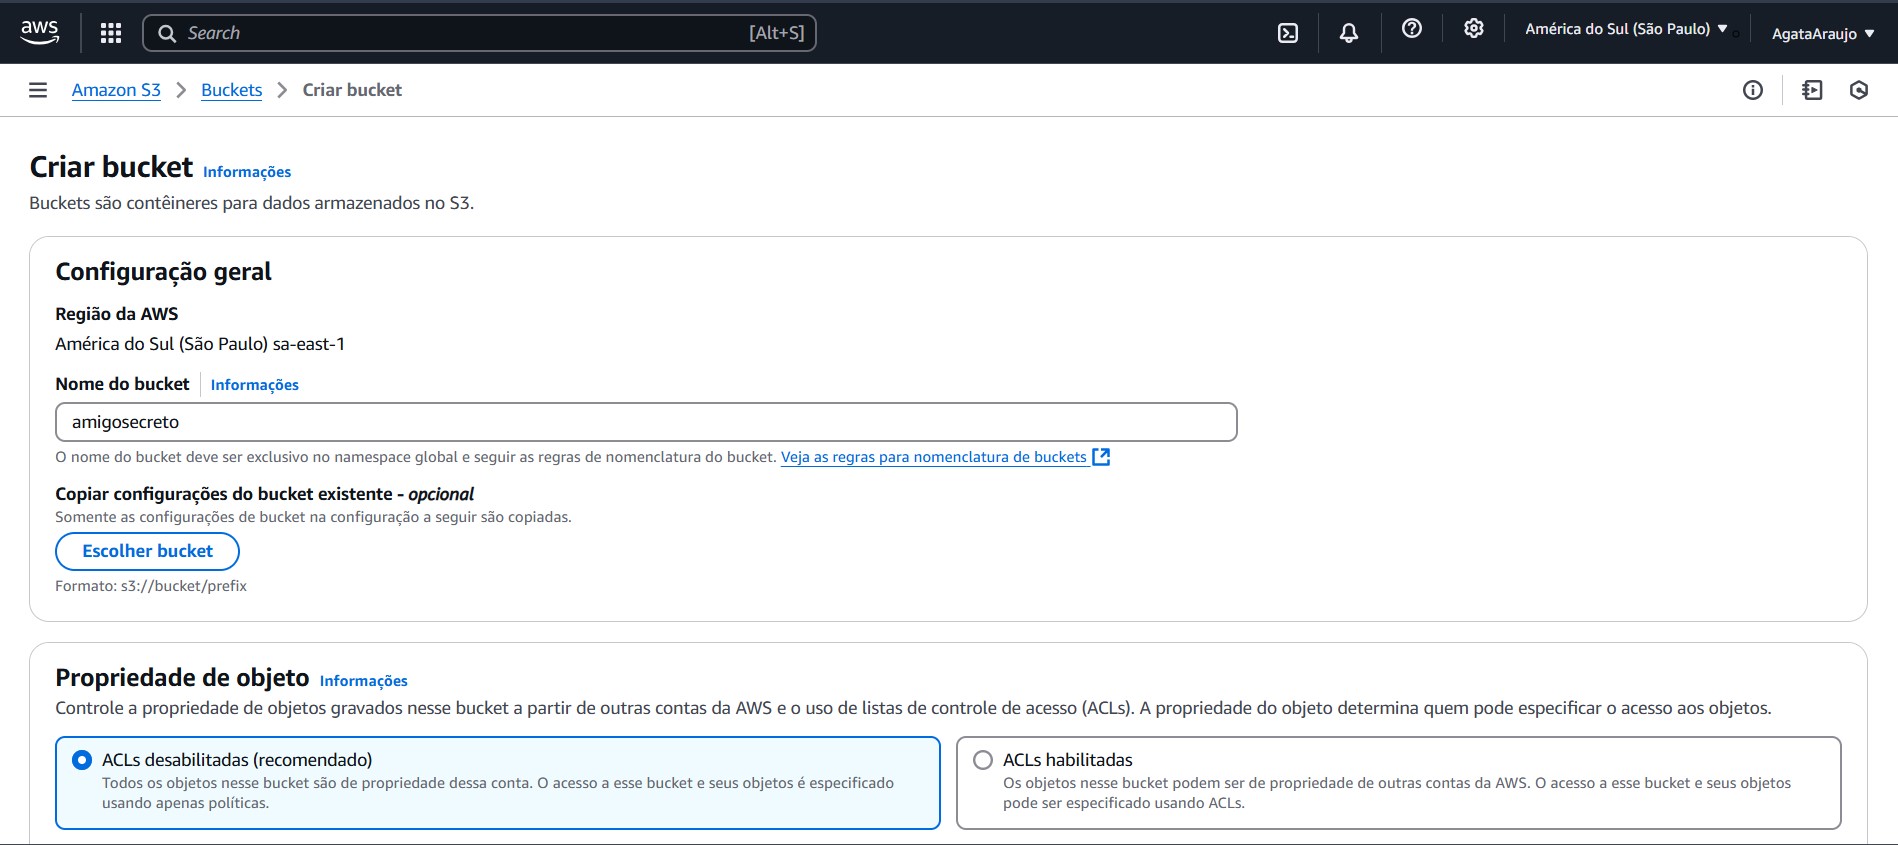 aws
Search [Alt+S]
América do Sul (São Paulo)
AgataAraujo
Amazon S3 Buckets Criar bucket
Criar bucket Informações
Buckets são contêineres para dados armazenados no S3.
Configuração geral
Região da AWS
América do Sul (São Paulo) sa-east-1
Nome do bucket Informações
amigosecreto
O nome do bucket deve ser exclusivo no namespace global e seguir as regras de nomenclatura do bucket. Veja as regras para nomenclatura de buckets
Copiar configurações do bucket existente - opcional
Somente as configurações de bucket na configuração a seguir são copiadas.
Escolher bucket
Formato: s3://bucket/prefix
Propriedade de objeto Informações
Controle a propriedade de objetos gravados nesse bucket a partir de outras contas da AWS e o uso de listas de controle de acesso (ACLs). A propriedade do objeto determina quem pode especificar o acesso aos objetos.
ACLs desabilitadas (recomendado)
Todos os objetos nesse bucket são de propriedade dessa conta. O acesso a esse bucket e seus objetos é especificado
usando apenas políticas.
ACLs habilitadas
Os objetos nesse bucket podem ser de propriedade de outras contas da AWS. O acesso a esse bucket e seus objetos
pode ser especificado usando ACLs.